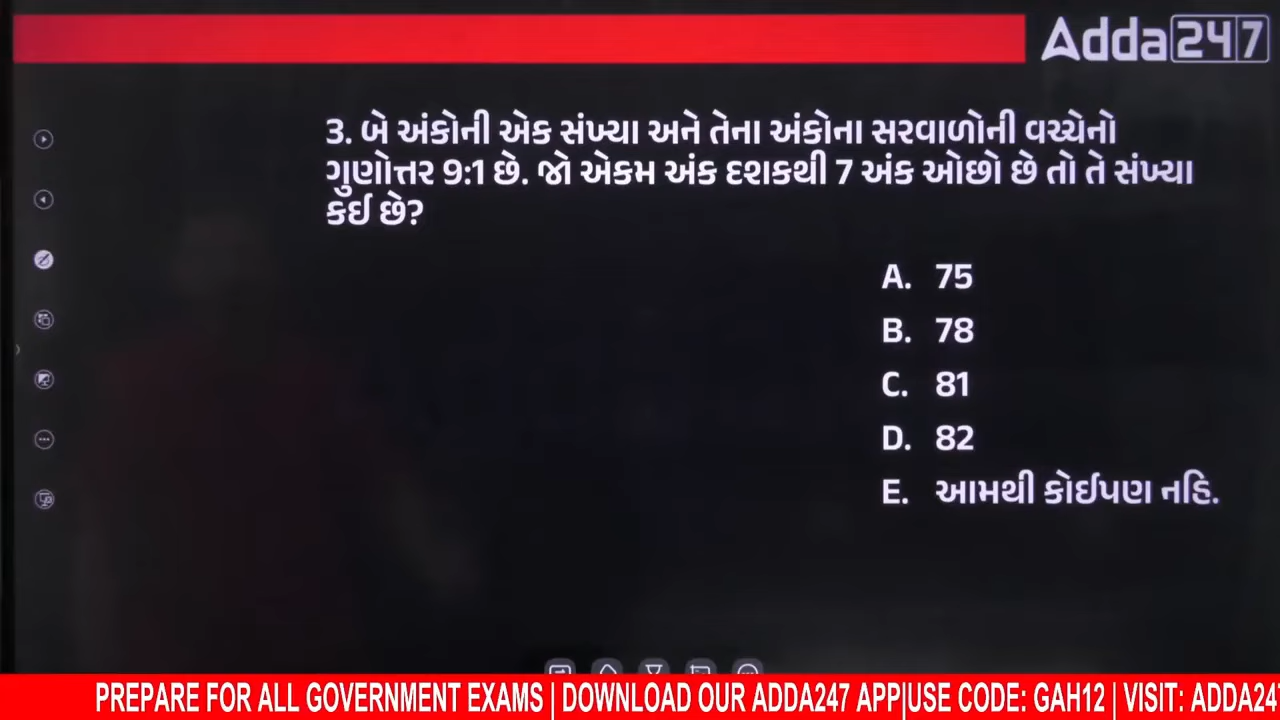 Adda247
3. બે અંકોની એક સંખ્યા અને તેના અંકોના સરવાળોની વચ્ચેનો
ગુણોત્તર 9:1 છે. જો એકમ અંક દશકથી 7 અંક ઓછો છે તો તે સંખ્યા
કઈ છે?
A. 75
B. 78
C. 81
D. 82
E. આમથી કોઈપણ નહિ.
PREPARE FOR ALL GOVERNMENT EXAMS | DOWNLOAD OUR ADDA247 APP|USE CODE: GAH12 | VISIT: ADDA24